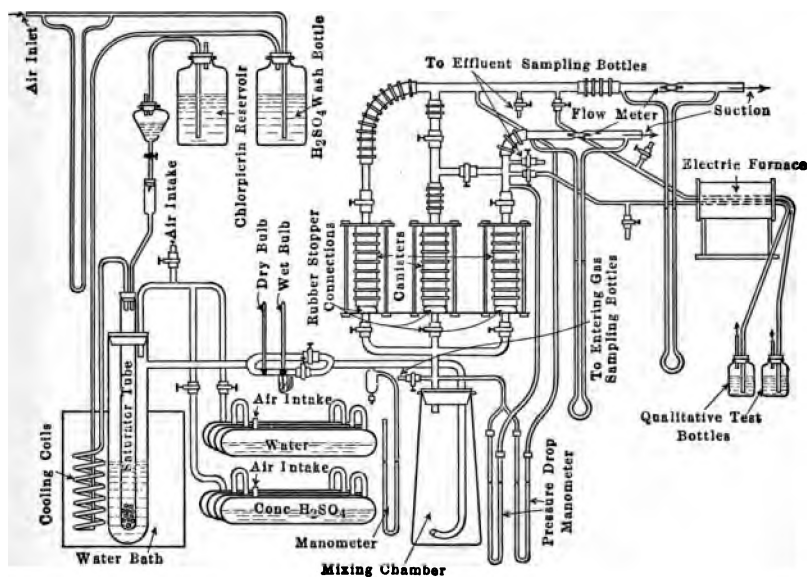 Air Inlet
Chlorpicrin Reservoir
H₂SO₄ Wash Bottle
To Effluent Sampling Bottles
Flow Meter
Suction
Electric Furnace
Air Intake
Dry Bulb
Wet Bulb
Rubber Stopper
Connections
Canisters
To Entering Gas
Sampling Bottles
Saturator Tube
Cooling Coils
Air Intake
Water
Air Intake
Conc H₂SO₄
Water Bath
Manometer
Mixing Chamber
Pressure Drop
Manometer
Qualitative Test
Bottles